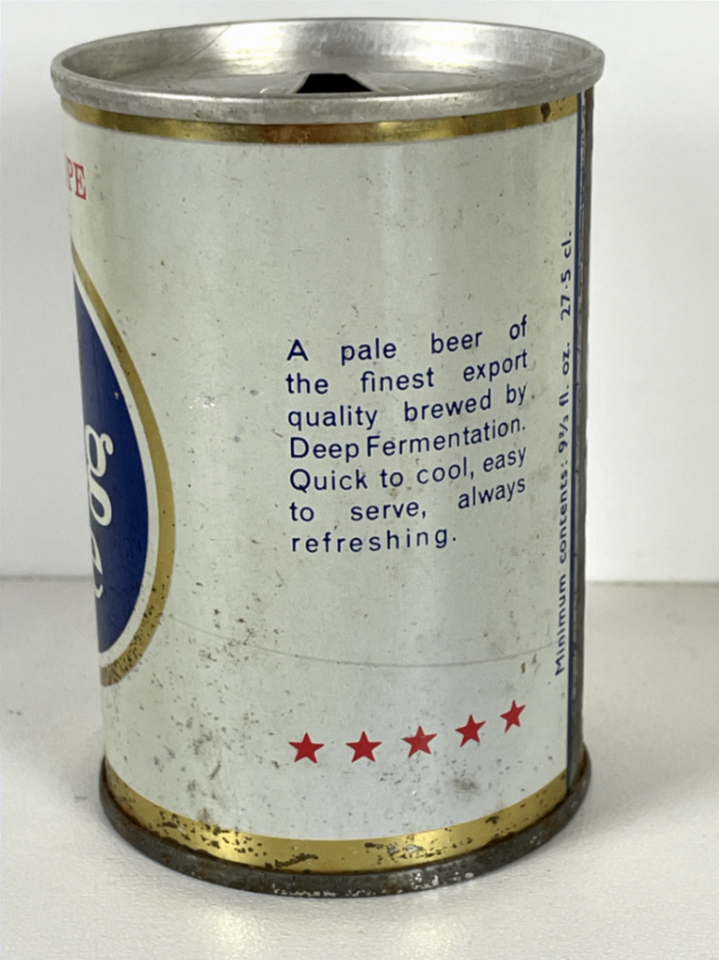 PE
g
e
A pale beer of
the finest export
quality brewed by
Deep Fermentation.
Quick to cool, easy
to serve, always
refreshing.
Minimum contents: 9⅔ fl. oz. 27·5 cl.